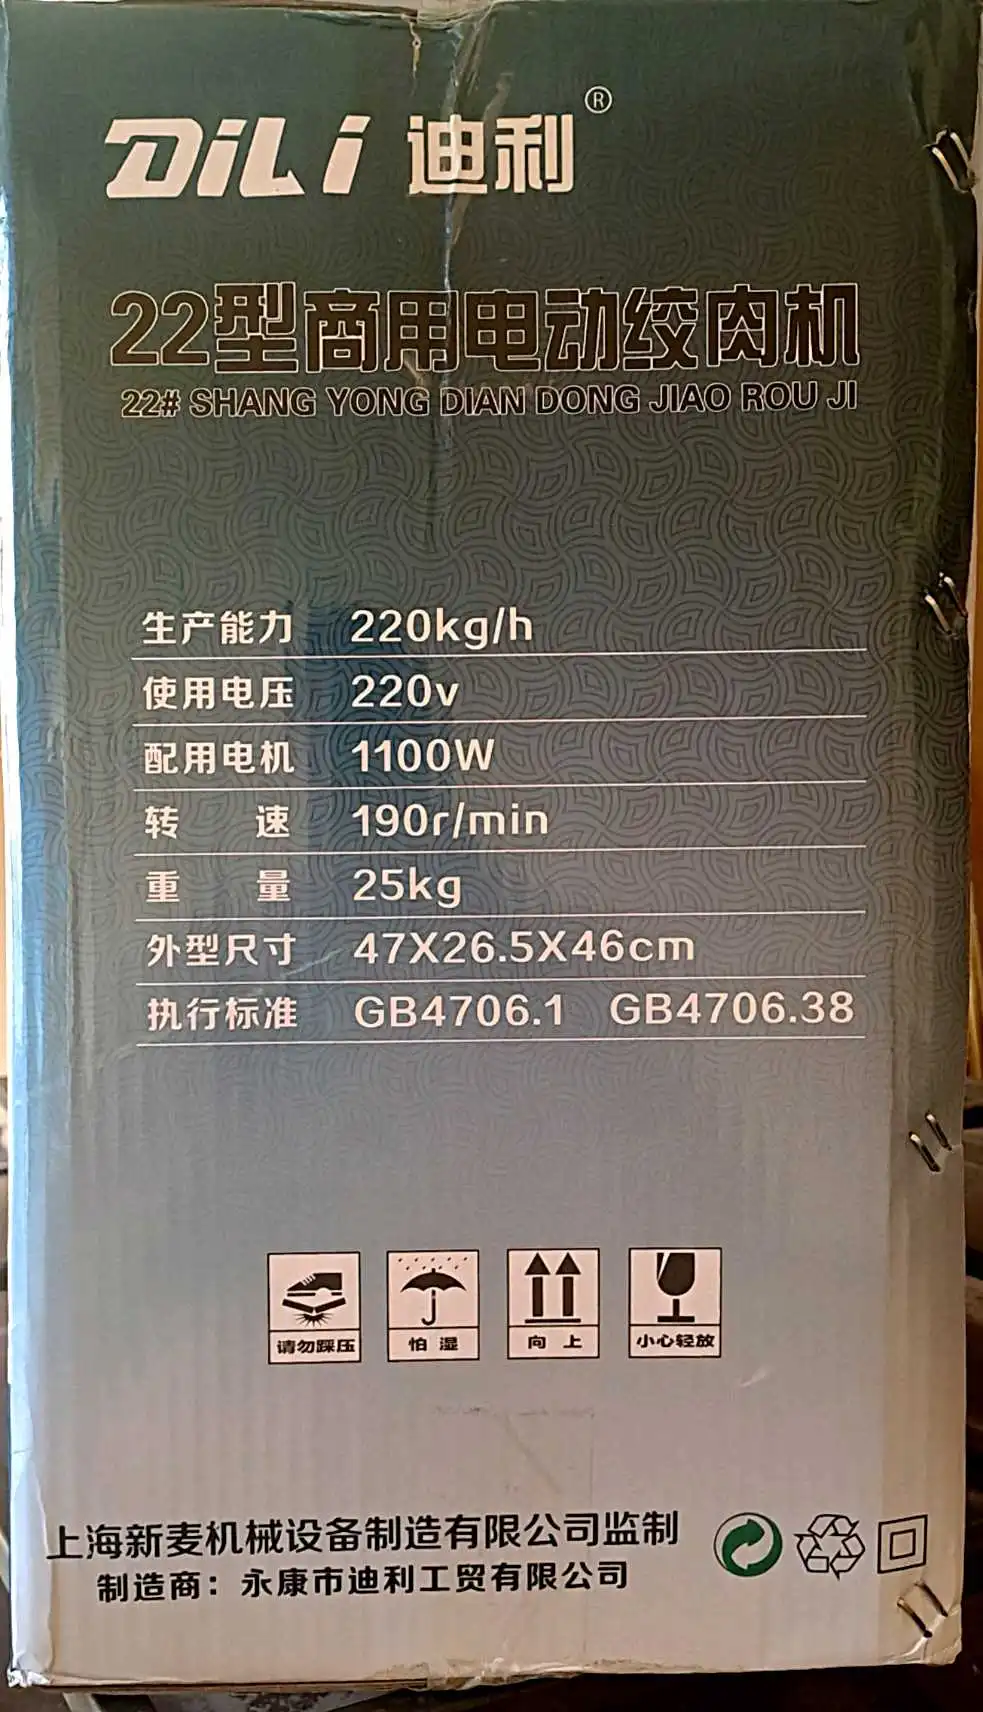 DiLi 迪利®
22型商用电动绞肉机
22# SHANG YONG DIAN DONG JIAO ROU JI
生产能力 220kg/h
使用电压 220v
配用电机 1100W
转 速 190r/min
重 量 25kg
外型尺寸 47X26.5X46cm
执行标准 GB4706.1 GB4706.38
请勿踩压 怕 湿 向 上 小心轻放
上海新麦机械设备制造有限公司监制
制造商：永康市迪利工贸有限公司